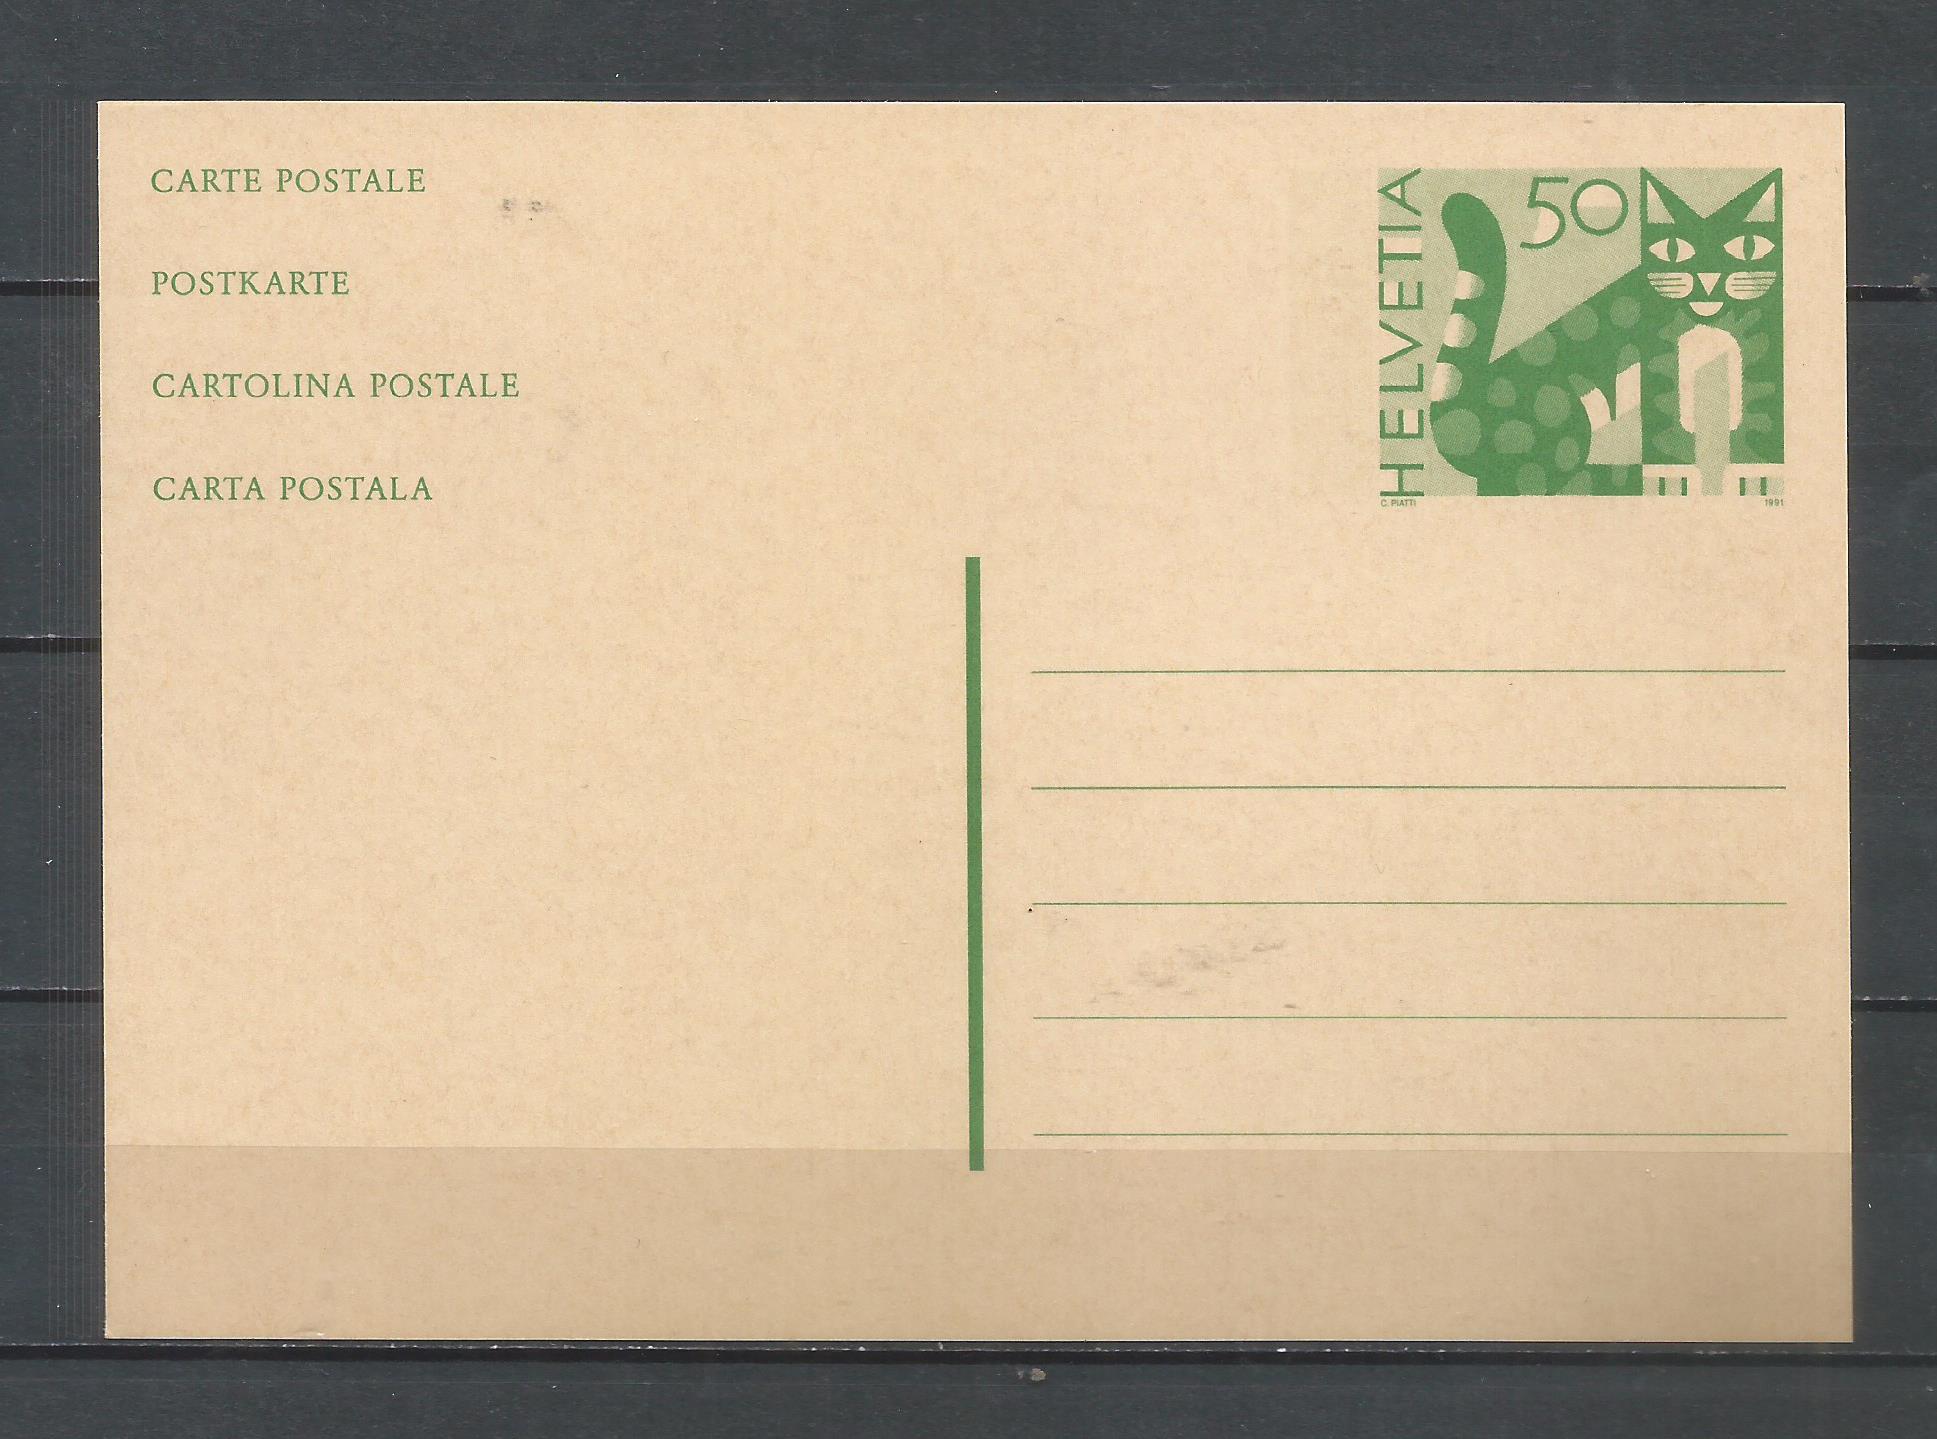 CARTE POSTALE
POSTKARTE
CARTOLINA POSTALE
CARTA POSTALA
HELVETIA
50
C. PIATTI
1991